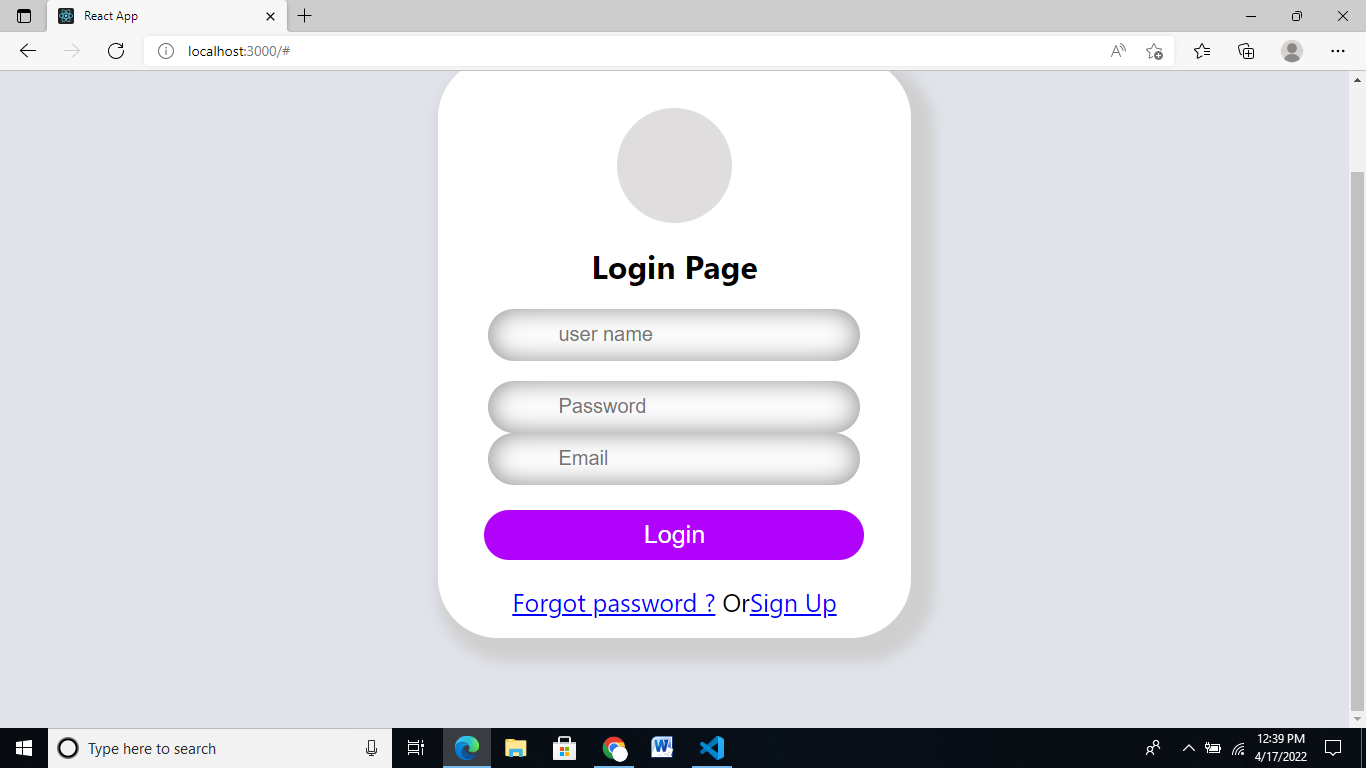 React App
localhost:3000/#
Login Page
user name
Password
Email
Login
Forgot password ? OrSign Up
Type here to search
12:39 PM
4/17/2022